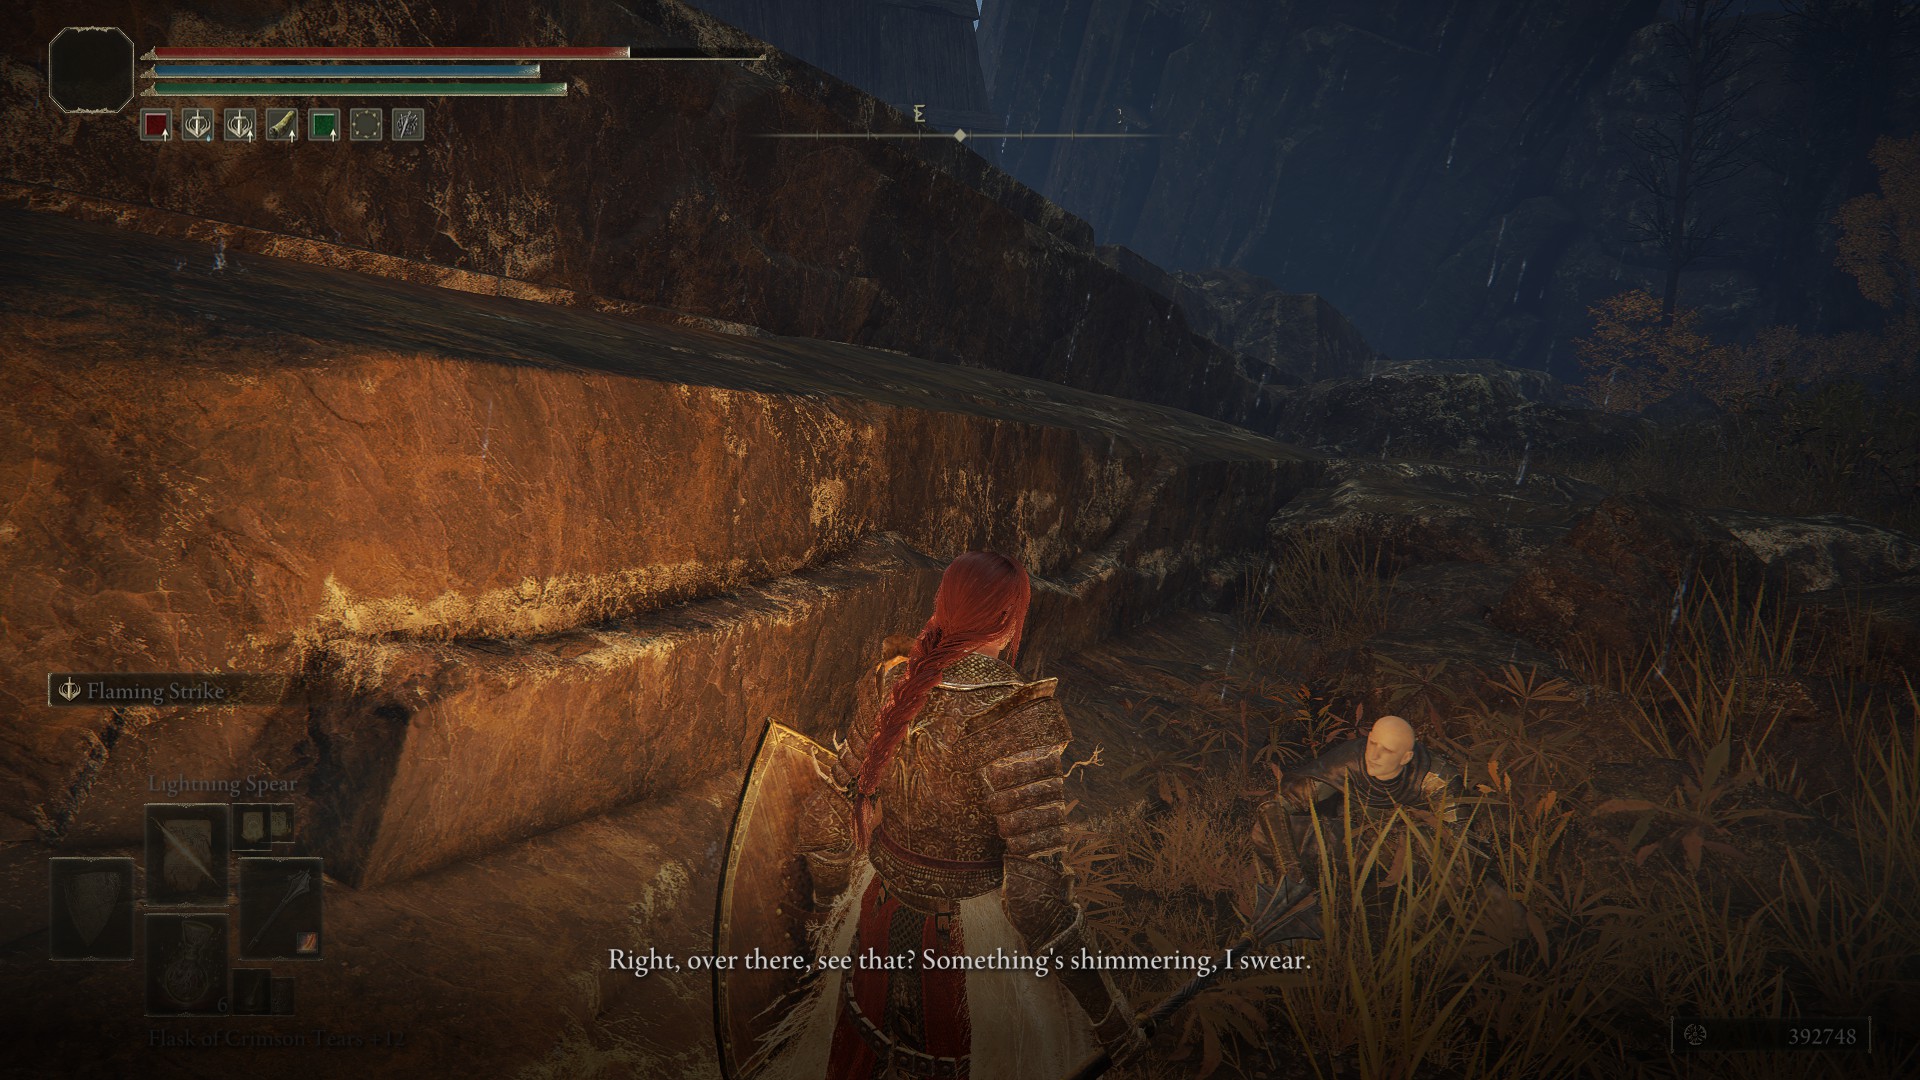 E
Flaming Strike
Lightning Spear
6
Flask of Crimson Tears +12
Right, over there, see that? Something's shimmering, I swear.
392748